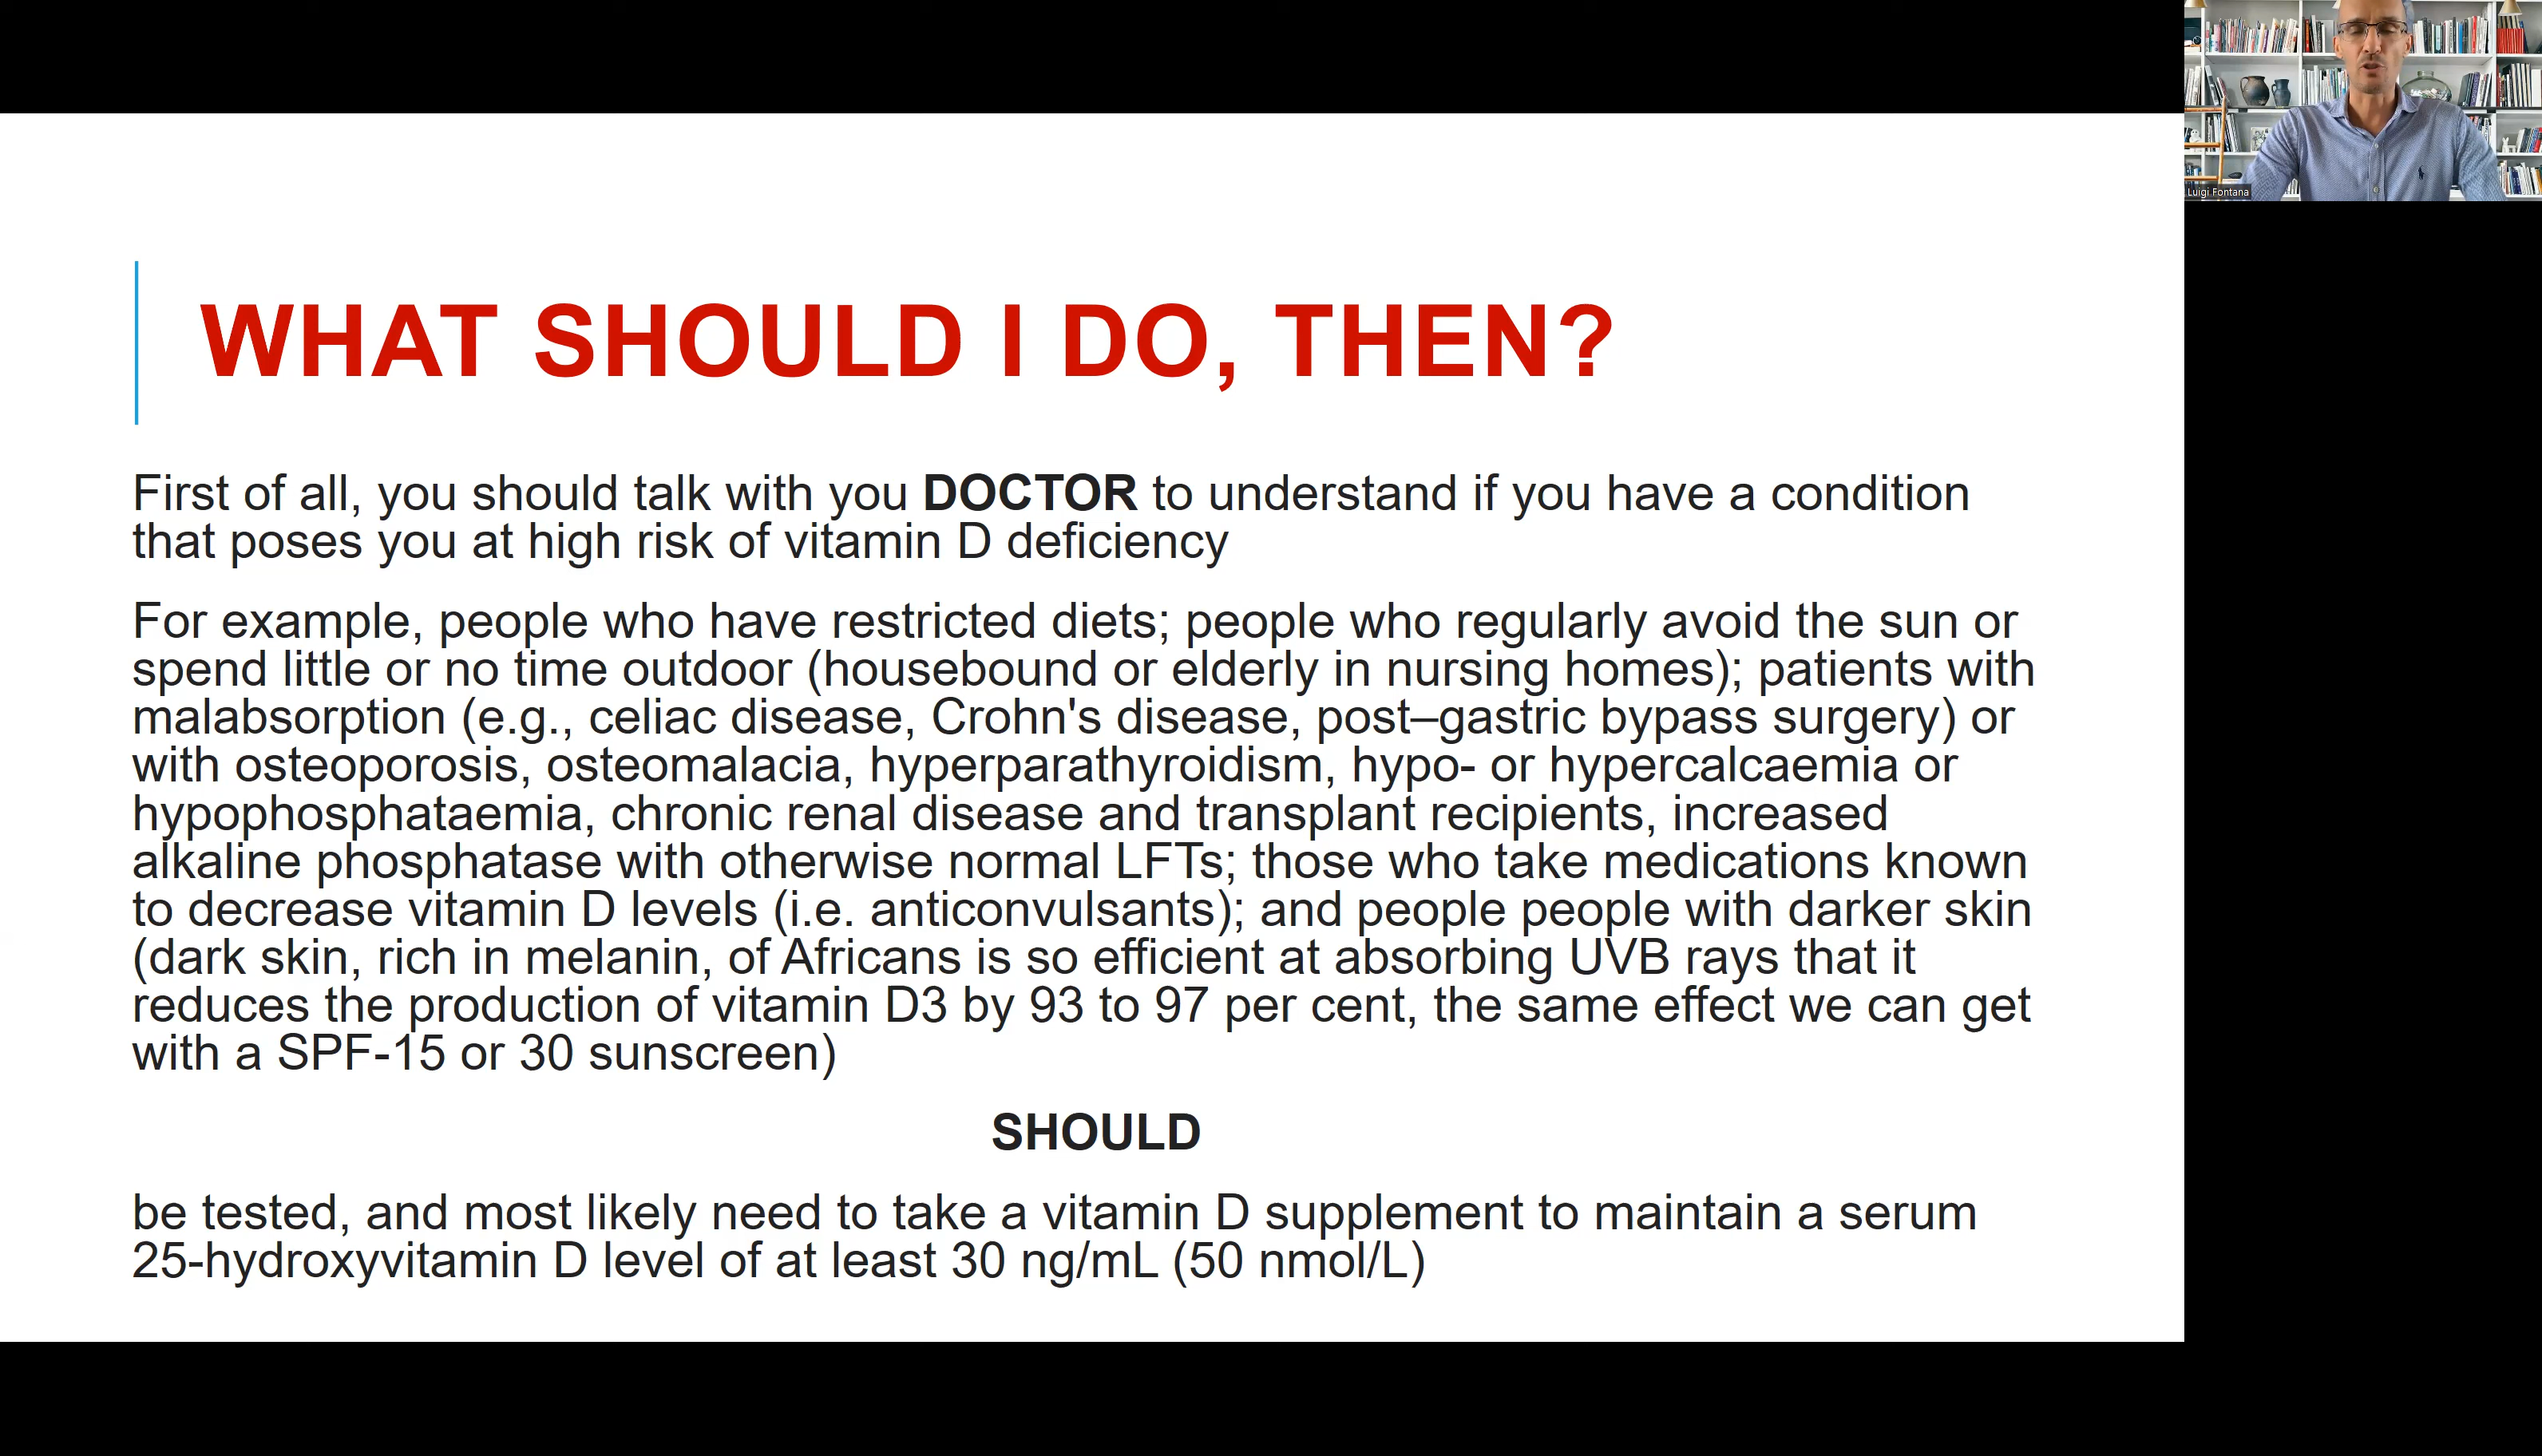 WHAT SHOULD I DO, THEN?
First of all, you should talk with you DOCTOR to understand if you have a condition
that poses you at high risk of vitamin D deficiency
For example, people who have restricted diets; people who regularly avoid the sun or
spend little or no time outdoor (housebound or elderly in nursing homes); patients with
malabsorption (e.g., celiac disease, Crohn's disease, post–gastric bypass surgery) or
with osteoporosis, osteomalacia, hyperparathyroidism, hypo- or hypercalcaemia or
hypophosphataemia, chronic renal disease and transplant recipients, increased
alkaline phosphatase with otherwise normal LFTs; those who take medications known
to decrease vitamin D levels (i.e. anticonvulsants); and people people with darker skin
(dark skin, rich in melanin, of Africans is so efficient at absorbing UVB rays that it
reduces the production of vitamin D3 by 93 to 97 per cent, the same effect we can get
with a SPF-15 or 30 sunscreen)
SHOULD
be tested, and most likely need to take a vitamin D supplement to maintain a serum
25-hydroxyvitamin D level of at least 30 ng/mL (50 nmol/L)
Luigi Fontana